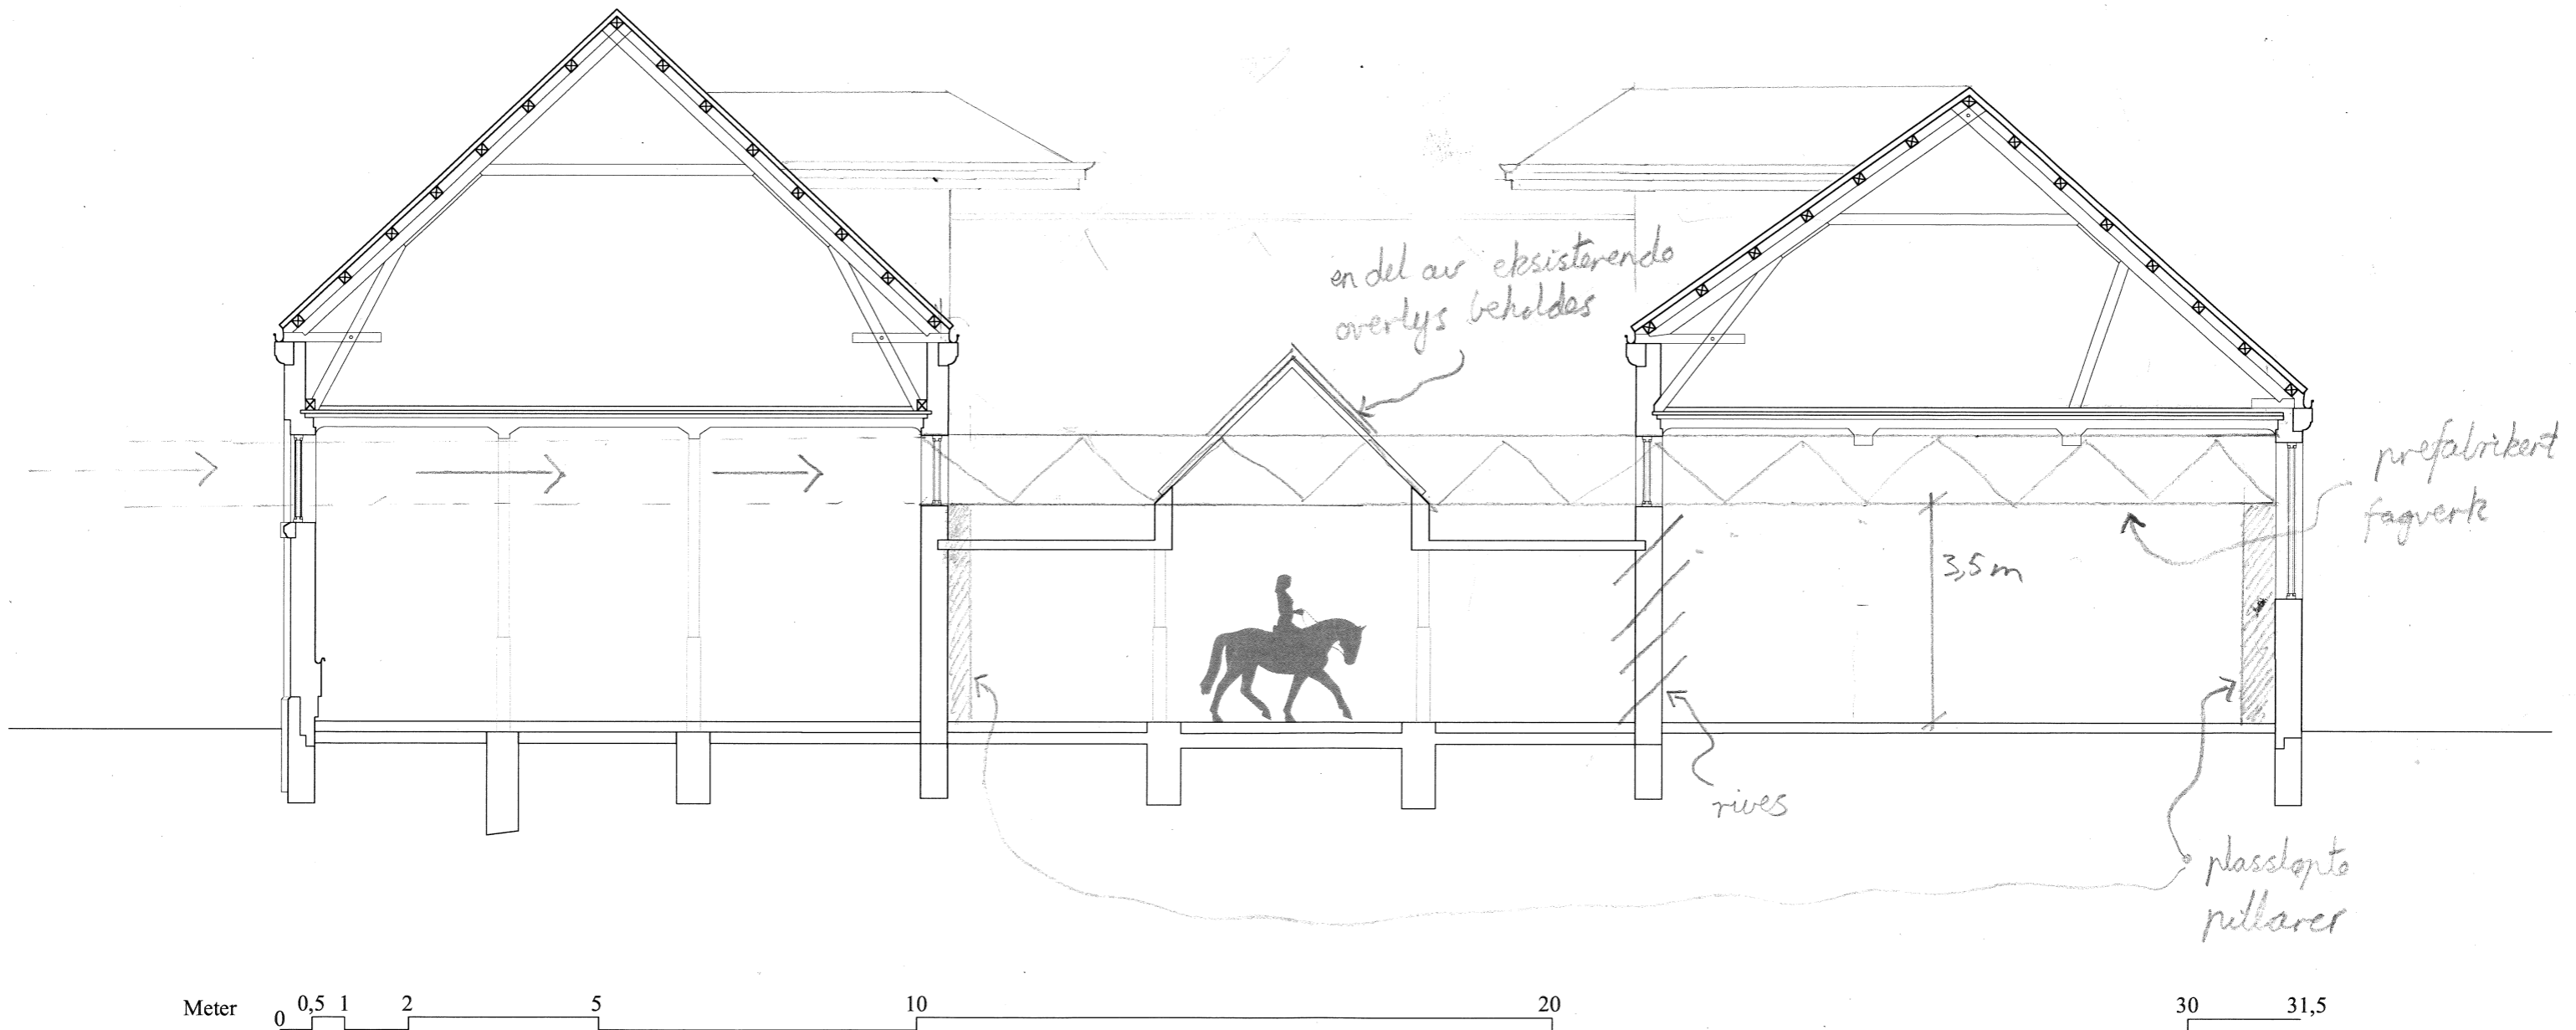 en del av eksisterende
overlys beholdes
prefabrikert
fagverk
3,5 m
rives
plasstøpte
pillarer
Meter 0 0,5 1 2 5 10 20 30 31,5